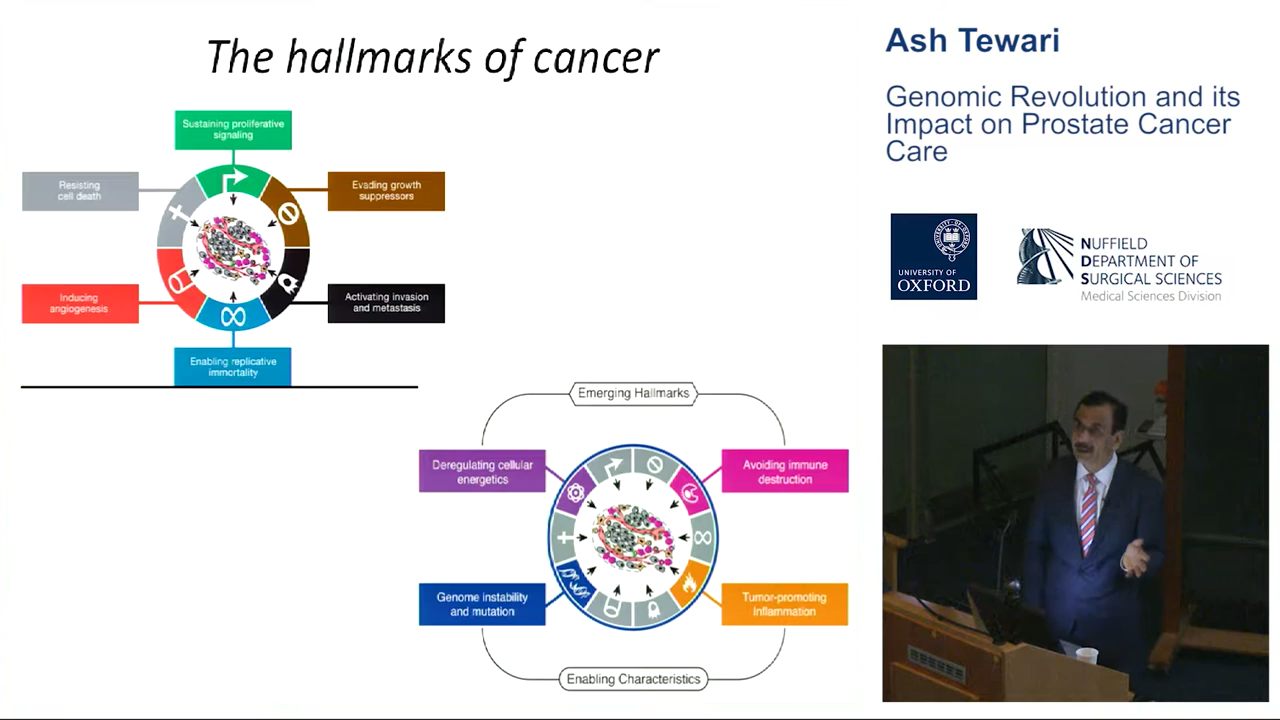 The hallmarks of cancer
Sustaining proliferative
signaling
Resisting
cell death
Evading growth
suppressors
Inducing
angiogenesis
Activating invasion
and metastasis
Enabling replicative
immortality
Emerging Hallmarks
Deregulating cellular
energetics
Avoiding immune
destruction
Genome instability
and mutation
Tumor-promoting
Inflammation
Enabling Characteristics
Ash Tewari
Genomic Revolution and its
Impact on Prostate Cancer
Care
UNIVERSITY OF
OXFORD
NUFFIELD
DEPARTMENT OF
SURGICAL SCIENCES
Medical Sciences Division